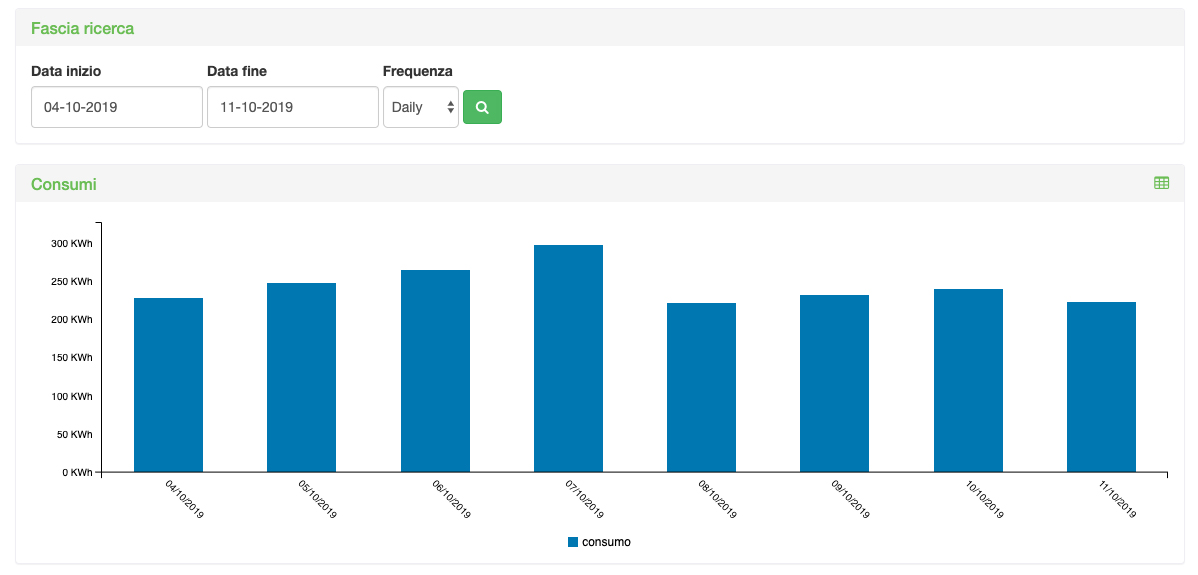 Fascia ricerca
Data inizio Data fine Frequenza
04-10-2019 11-10-2019 Daily
Consumi
300 KWh
250 KWh
200 KWh
150 KWh
100 KWh
50 KWh
0 KWh
04/10/2019 05/10/2019 06/10/2019 07/10/2019 08/10/2019 09/10/2019 10/10/2019 11/10/2019
consumo